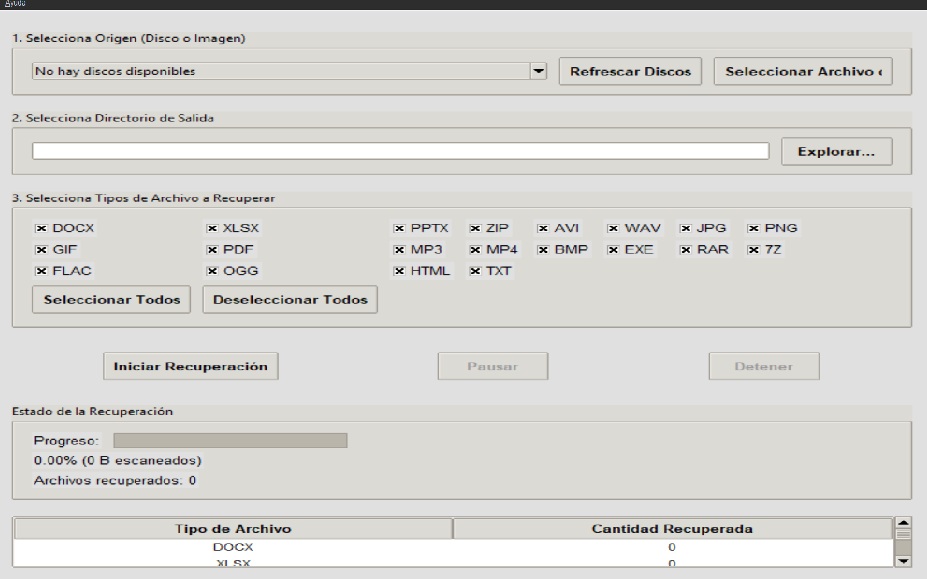 Ayuda
1. Selecciona Origen (Disco o Imagen)
No hay discos disponibles Refrescar Discos Seleccionar Archivo
2. Selecciona Directorio de Salida
Explorar...
3. Selecciona Tipos de Archivo a Recuperar
DOCX XLSX PPTX ZIP AVI WAV JPG PNG
GIF PDF MP3 MP4 BMP EXE RAR 7Z
FLAC OGG HTML TXT
Seleccionar Todos Deseleccionar Todos
Iniciar Recuperación Pausar Detener
Estado de la Recuperación
Progreso:
0.00% (0 B escaneados)
Archivos recuperados: 0
Tipo de Archivo Cantidad Recuperada
DOCX 0
XLSX 0